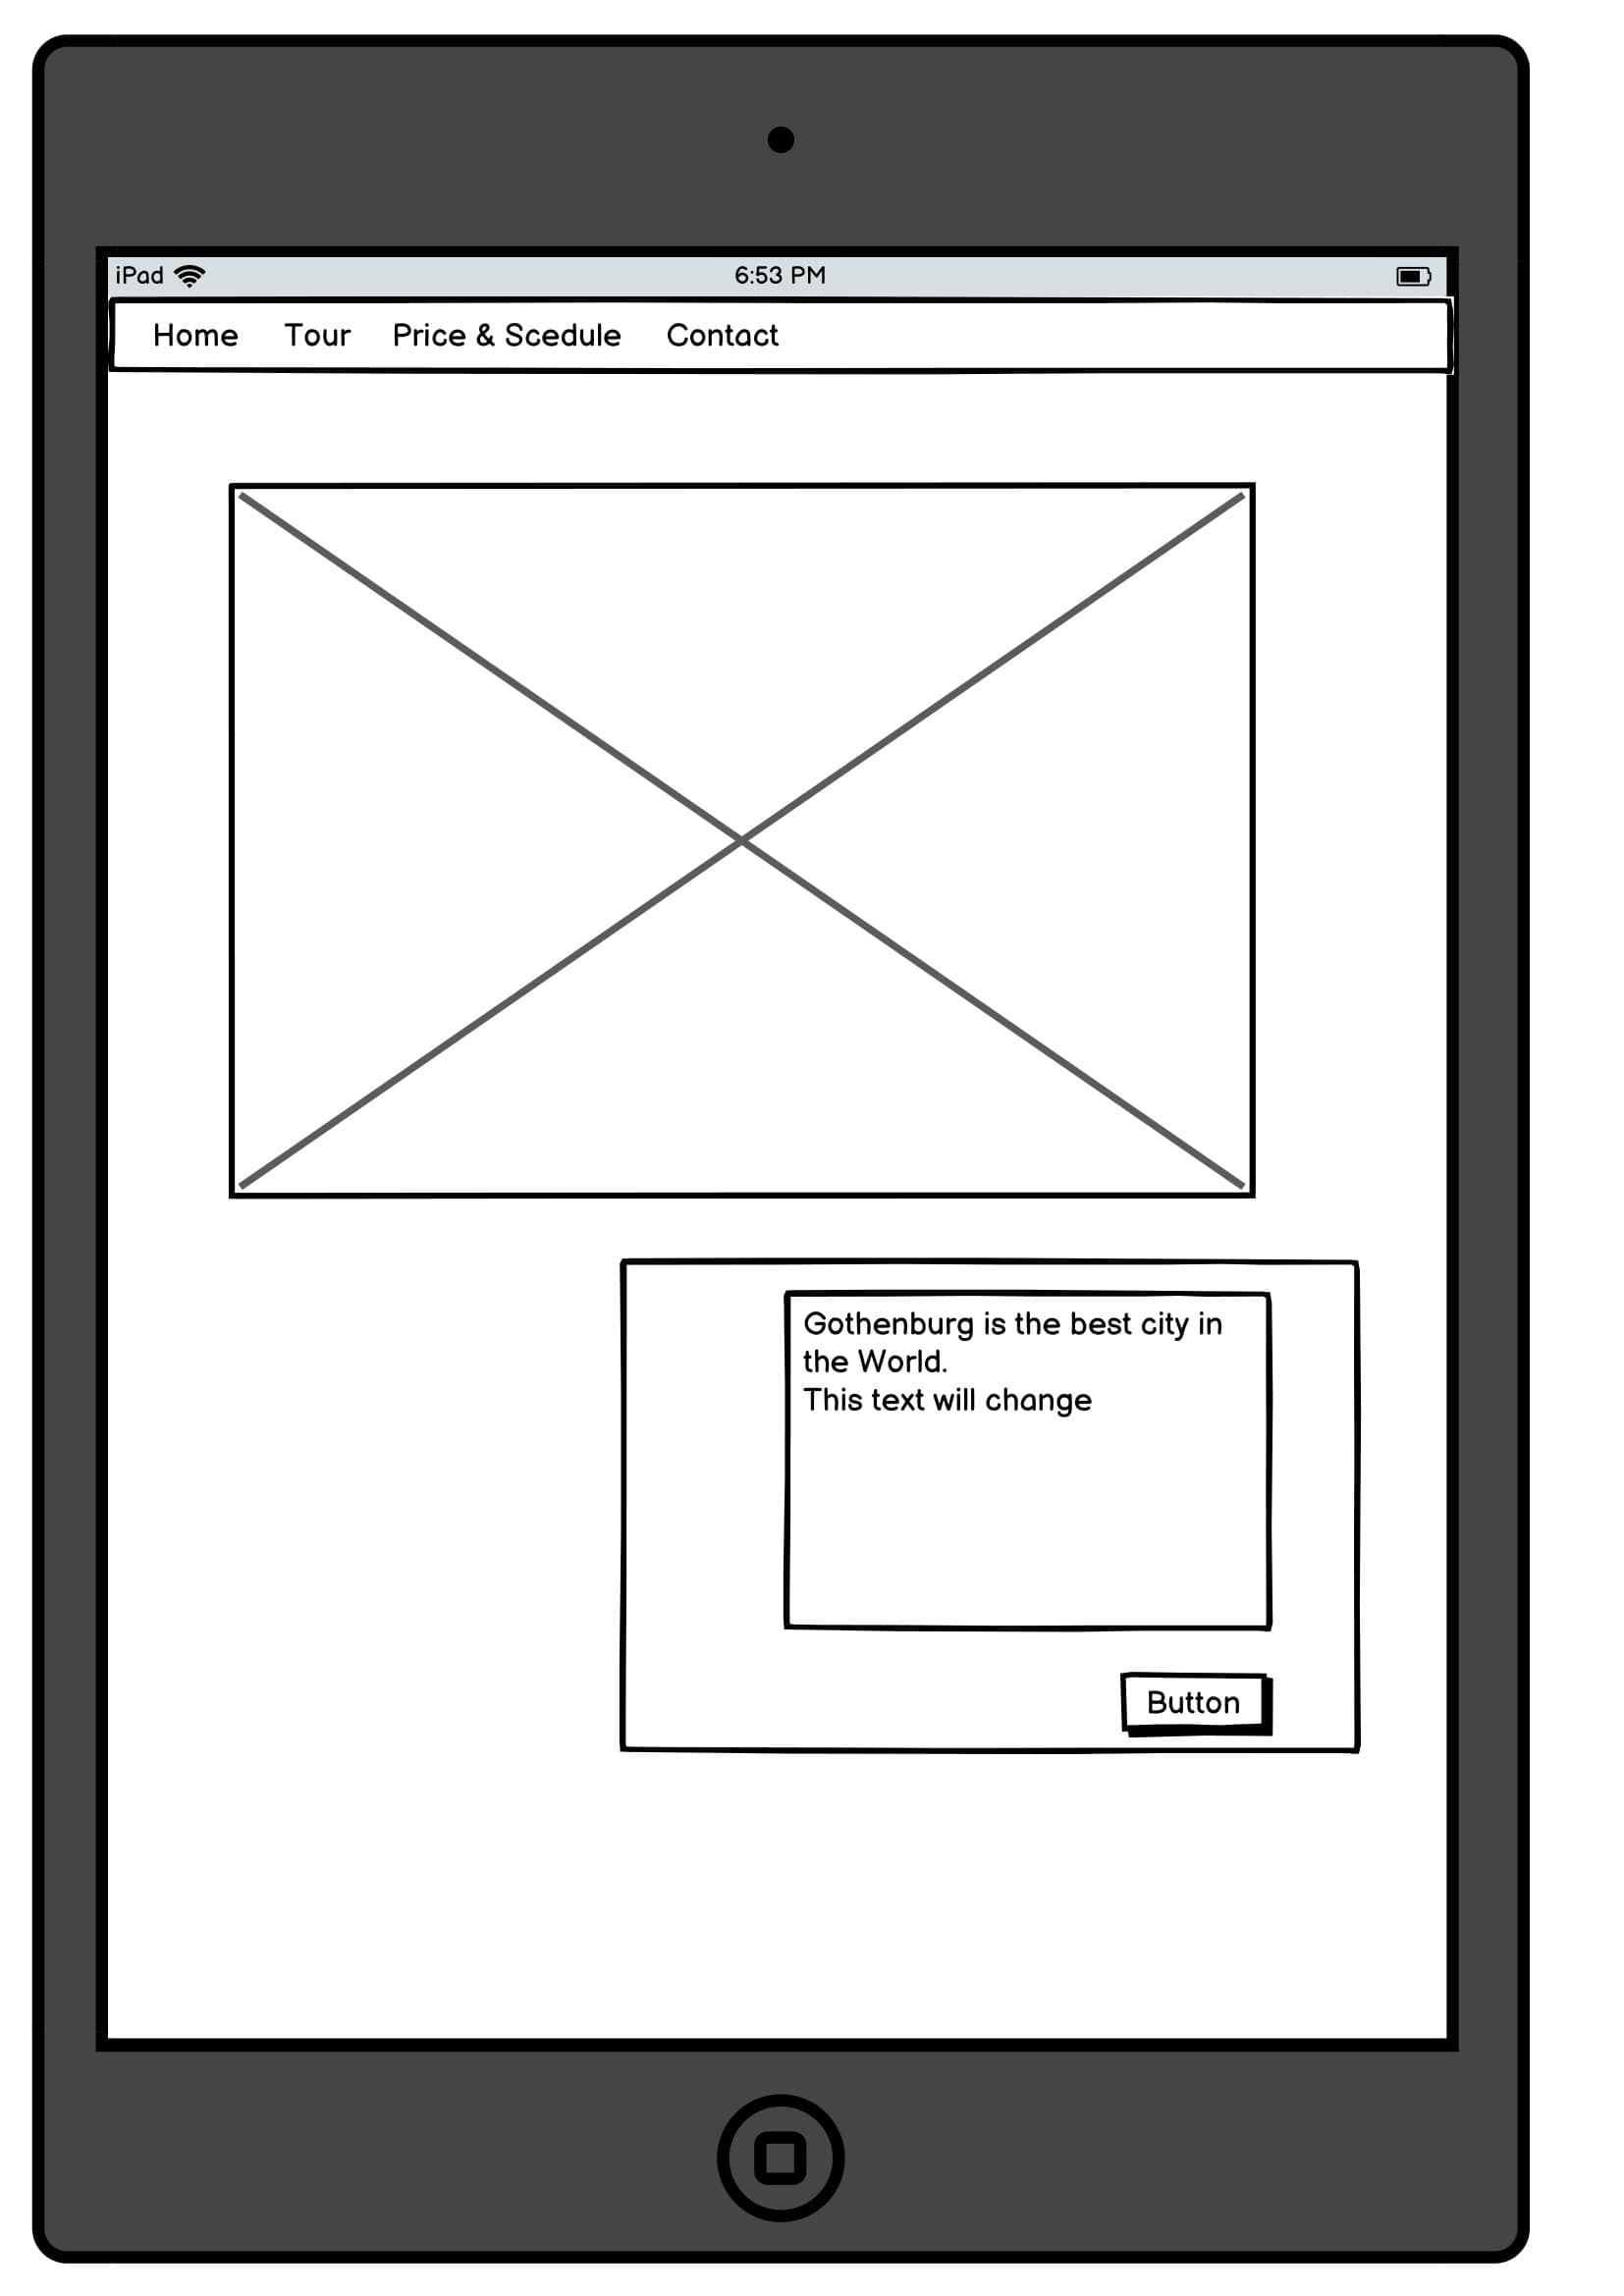 iPad
6:53 PM
Home Tour Price & Scedule Contact
Gothenburg is the best city in
the World.
This text will change
Button